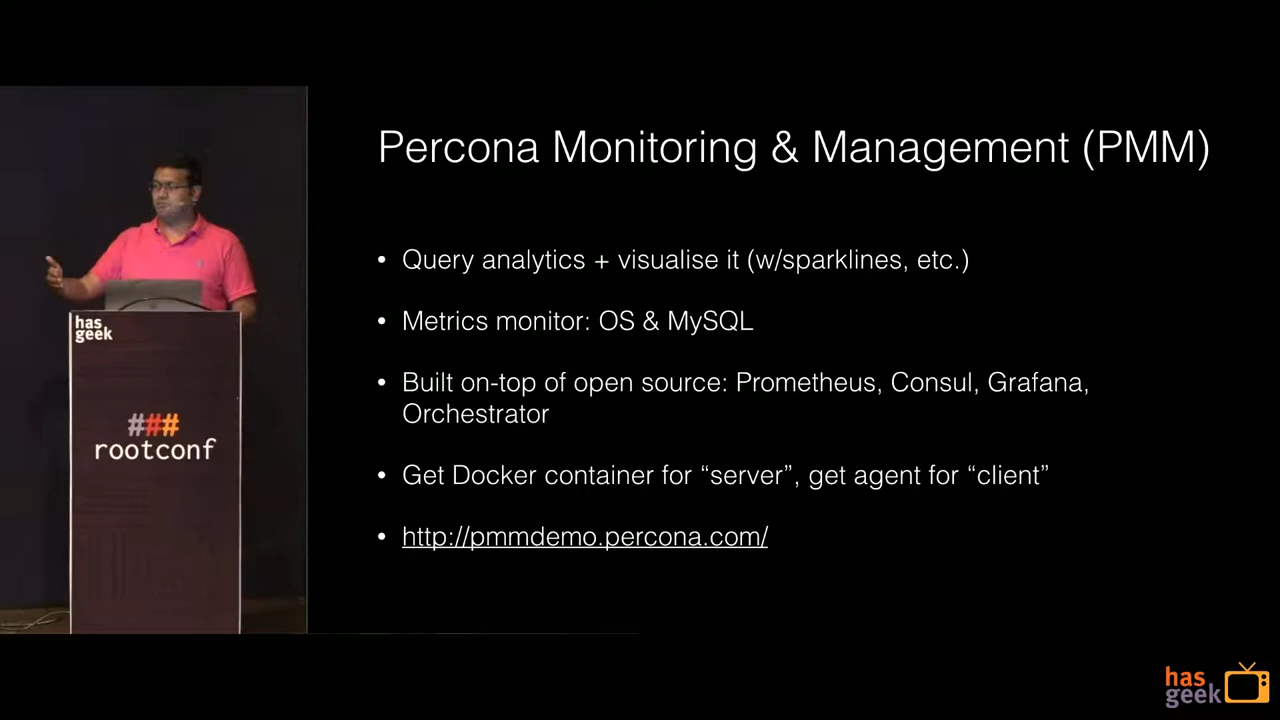 Percona Monitoring & Management (PMM)
• Query analytics + visualise it (w/sparklines, etc.)
• Metrics monitor: OS & MySQL
• Built on-top of open source: Prometheus, Consul, Grafana,
Orchestrator
• Get Docker container for “server”, get agent for “client”
• http://pmmdemo.percona.com/
has
geek
###
rootconf
has
geek